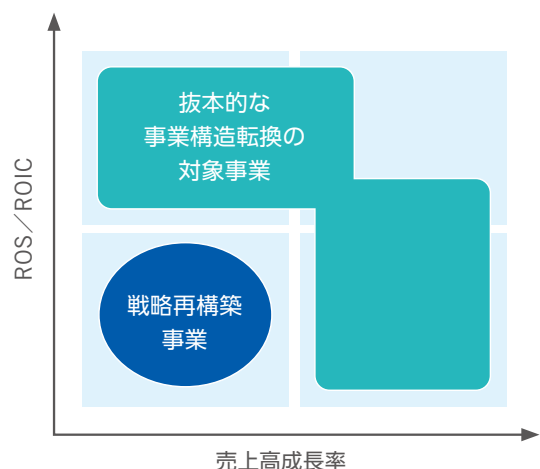 ROS／ROIC
抜本的な
事業構造転換の
対象事業
戦略再構築
事業
売上高成長率